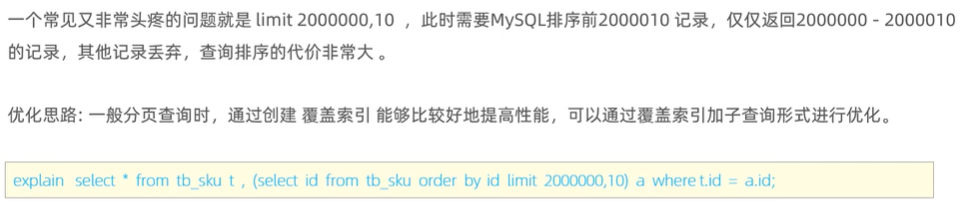 一个常见又非常头疼的问题就是 limit 2000000,10 ，此时需要MySQL排序前2000010 记录，仅仅返回2000000 - 2000010
的记录，其他记录丢弃，查询排序的代价非常大 。
优化思路: 一般分页查询时，通过创建 覆盖索引 能够比较好地提高性能，可以通过覆盖索引加子查询形式进行优化。
explain select * from tb_sku t , (select id from tb_sku order by id limit 2000000,10) a where t.id = a.id;